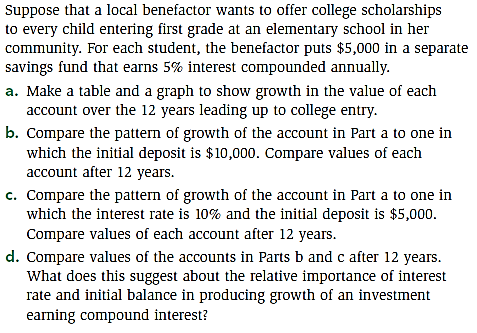 Suppose that a local benefactor wants to offer college scholarships
to every child entering first grade at an elementary school in her
community. For each student, the benefactor puts $5,000 in a separate
savings fund that earns 5% interest compounded annually.
a. Make a table and a graph to show growth in the value of each
account over the 12 years leading up to college entry.
b. Compare the pattern of growth of the account in Part a to one in
which the initial deposit is $10,000. Compare values of each
account after 12 years.
c. Compare the pattern of growth of the account in Part a to one in
which the interest rate is 10% and the initial deposit is $5,000.
Compare values of each account after 12 years.
d. Compare values of the accounts in Parts b and c after 12 years.
What does this suggest about the relative importance of interest
rate and initial balance in producing growth of an investment
earning compound interest?